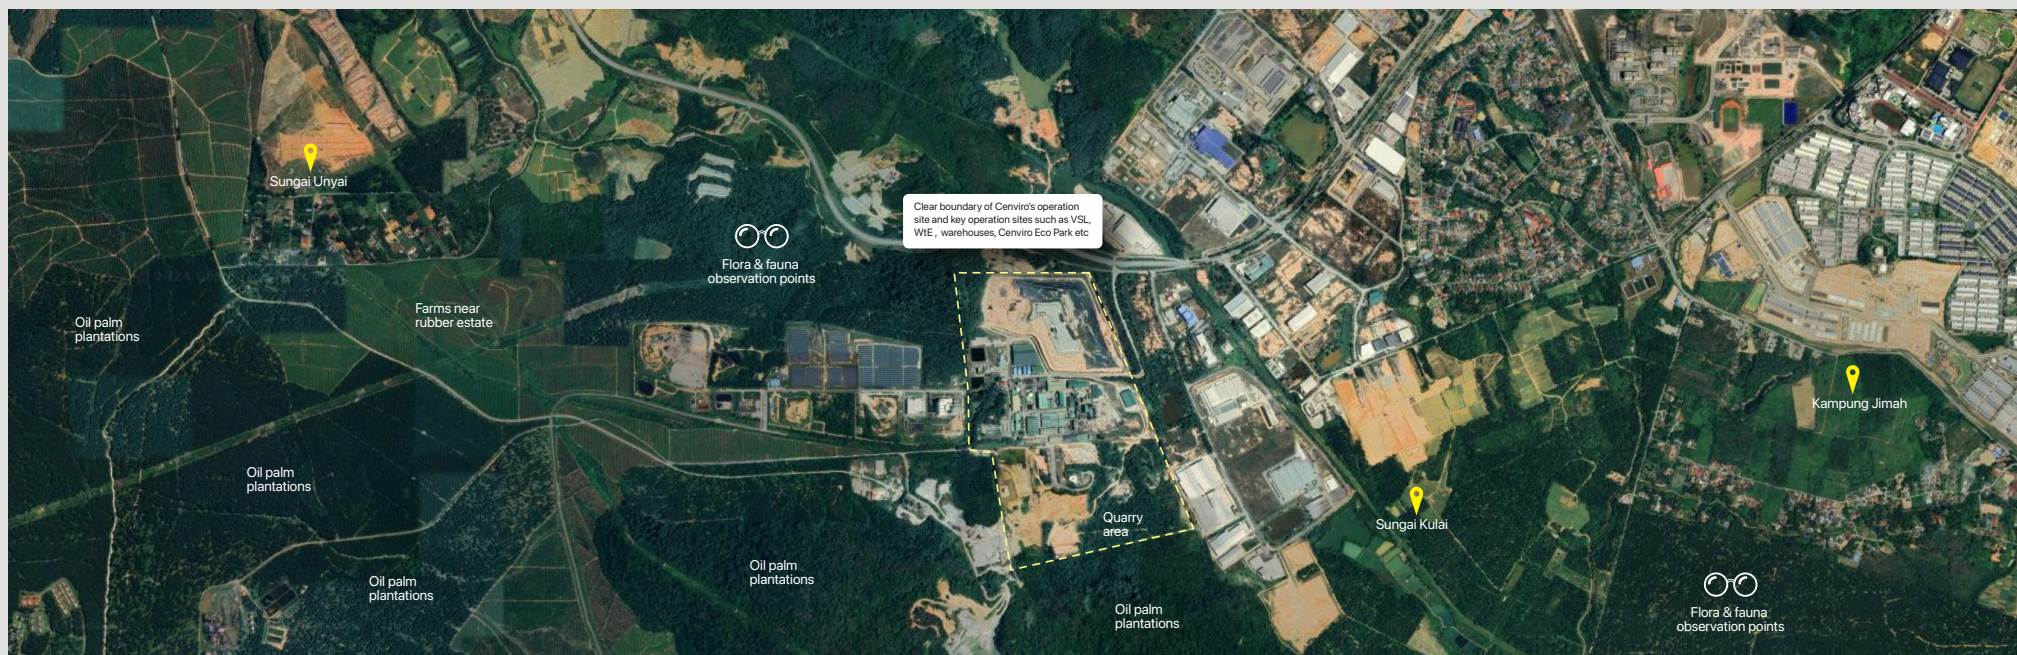 Sungai Unyai
Clear boundary of Cenviro's operation
site and key operation sites such as VSL,
WtE , warehouses, Cenviro Eco Park etc
Flora & fauna
observation points
Farms near
rubber estate
Oil palm
plantations
Kampung Jimah
Oil palm
plantations
Quarry
area
Sungai Kulai
Oil palm
plantations
Oil palm
plantations
Oil palm
plantations
Flora & fauna
observation points